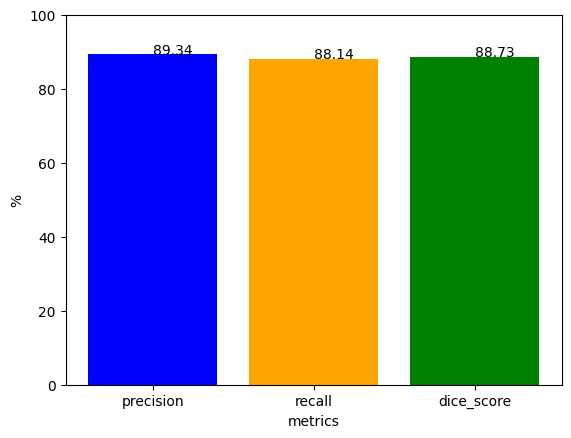 100
80
60
40
20
0
%
89.34
88.14
88.73
precision
recall
dice_score
metrics